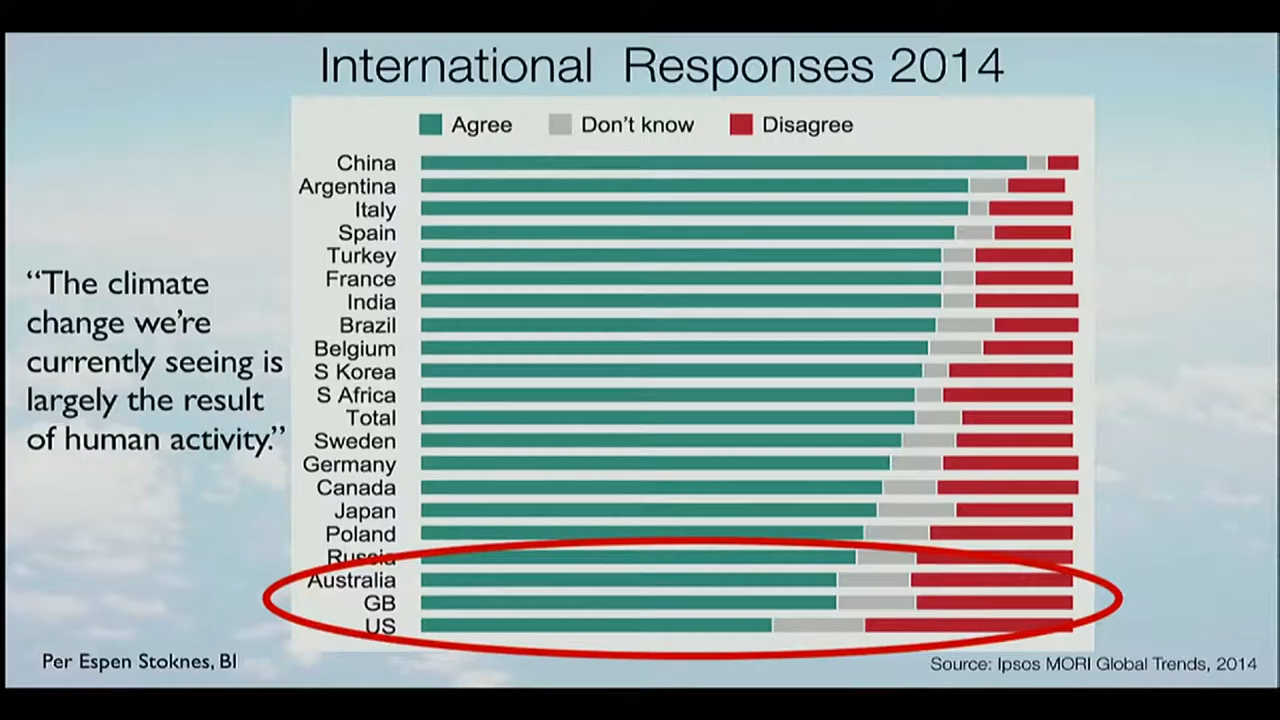 International Responses 2014
Agree Don't know Disagree
China
Argentina
Italy
Spain
Turkey
France
India
Brazil
Belgium
S Korea
S Africa
Total
Sweden
Germany
Canada
Japan
Poland
Russia
Australia
GB
US
“The climate
change we’re
currently seeing is
largely the result
of human activity.”
Per Espen Stoknes, BI
Source: Ipsos MORI Global Trends, 2014